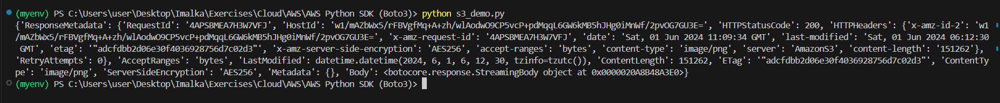 (myenv) PS C:\Users\user\Desktop\Imalka\Exercises\Cloud\AWS\AWS Python SDK (Boto3)> python s3_demo.py
{'ResponseMetadata': {'RequestId': '4APSBMEA7H3W7VFJ', 'HostId': 'w1/mAZbWx5/rFBVgfMq+A+zh/wlAodwO9CP5vcP+pdMqqL6GW6kMB5hJHg0iMnWf/2pvOG7GU3E=', 'HTTPStatusCode': 200, 'HTTPHeaders': {'x-amz-id-2': 'w1
/mAZbWx5/rFBVgfMq+A+zh/wlAodwO9CP5vcP+pdMqqL6GW6kMB5hJHg0iMnWf/2pvOG7GU3E=', 'x-amz-request-id': '4APSBMEA7H3W7VFJ', 'date': 'Sat, 01 Jun 2024 11:09:34 GMT', 'last-modified': 'Sat, 01 Jun 2024 06:12:30
GMT', 'etag': '"adcfdbb2d06e30f4036928756d7c02d3"', 'x-amz-server-side-encryption': 'AES256', 'accept-ranges': 'bytes', 'content-type': 'image/png', 'server': 'AmazonS3', 'content-length': '151262'},
'RetryAttempts': 0}, 'AcceptRanges': 'bytes', 'LastModified': datetime.datetime(2024, 6, 1, 6, 12, 30, tzinfo=tzutc()), 'ContentLength': 151262, 'ETag': '"adcfdbb2d06e30f4036928756d7c02d3"', 'ContentTy
pe': 'image/png', 'ServerSideEncryption': 'AES256', 'Metadata': {}, 'Body': <botocore.response.StreamingBody object at 0x0000020A8B48A3E0>}
(myenv) PS C:\Users\user\Desktop\Imalka\Exercises\Cloud\AWS\AWS Python SDK (Boto3)>